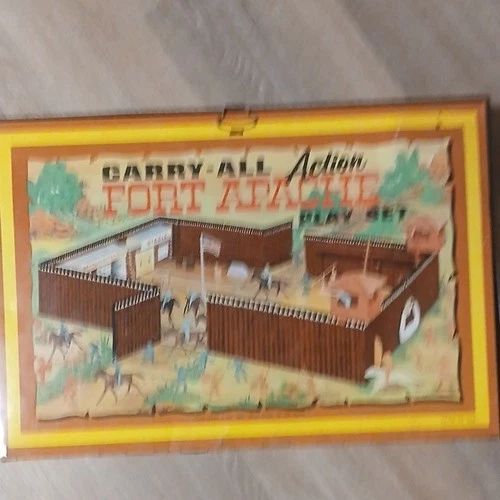 CARRY-ALL Action
FORT APACHE
PLAY SET